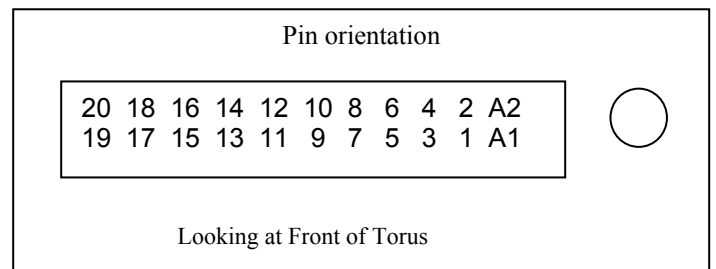 Pin orientation
20 18 16 14 12 10 8 6 4 2 A2
19 17 15 13 11 9 7 5 3 1 A1
Looking at Front of Torus